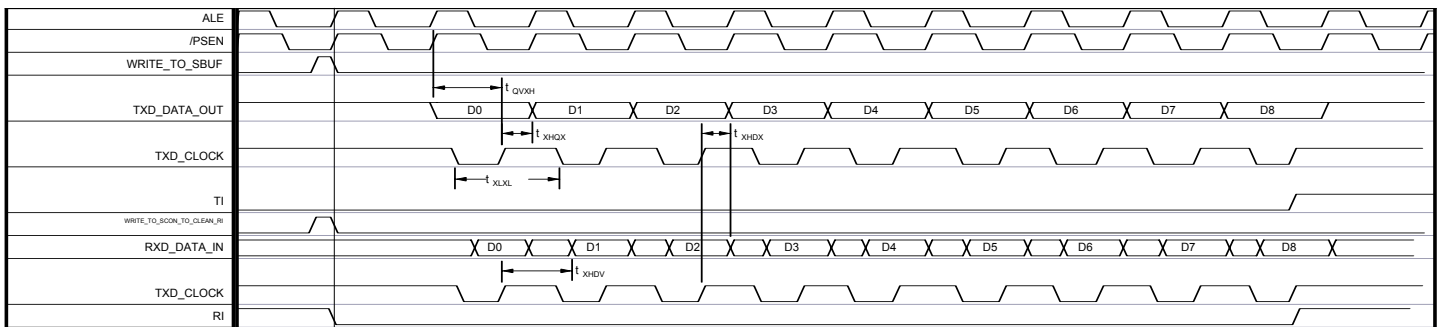 ALE
/PSEN
WRITE_TO_SBUF
t QVXH
TXD_DATA_OUT D0 D1 D2 D3 D4 D5 D6 D7 D8
t XHQX t XHDX
TXD_CLOCK
t XLXL
TI
WRITE_TO_SCON_TO_CLEAN_RI
RXD_DATA_IN D0 D1 D2 D3 D4 D5 D6 D7 D8
t XHDV
TXD_CLOCK
RI